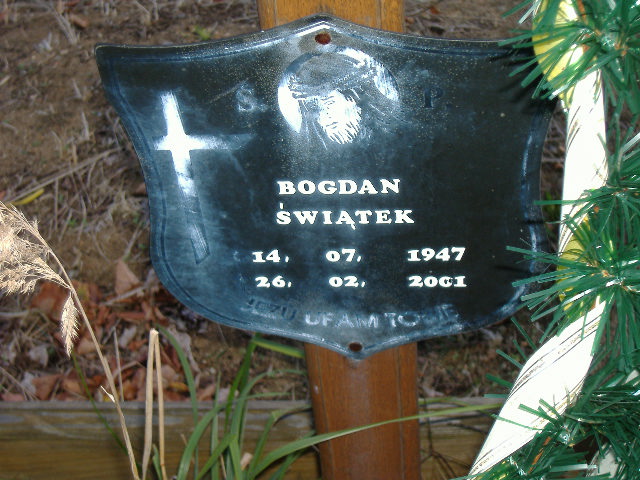 S. P.
BOGDAN
ŚWIĄTEK
14, 07, 1947
26. 02. 2001
JEZU UFAM TOBIE